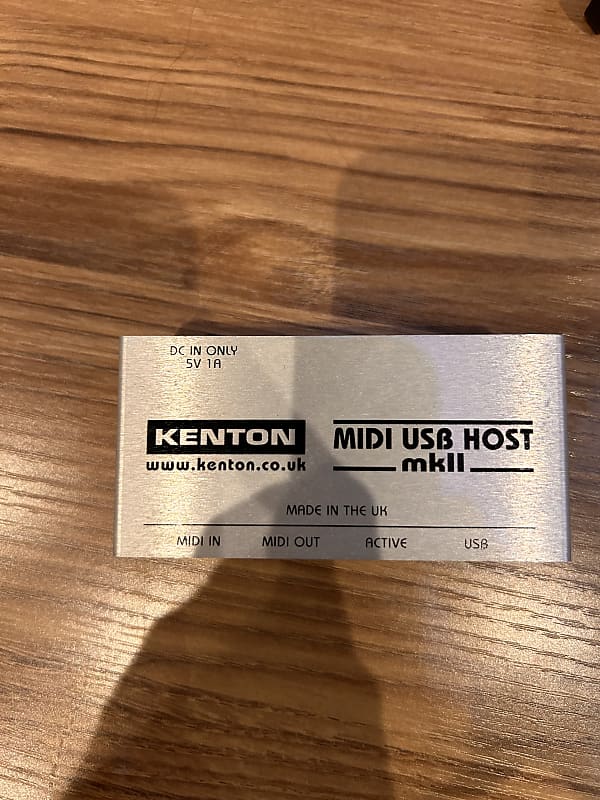 DC IN ONLY
5V 1A
KENTON
www.kenton.co.uk
MIDI USB HOST
mkII
MADE IN THE UK
MIDI IN MIDI OUT ACTIVE USB